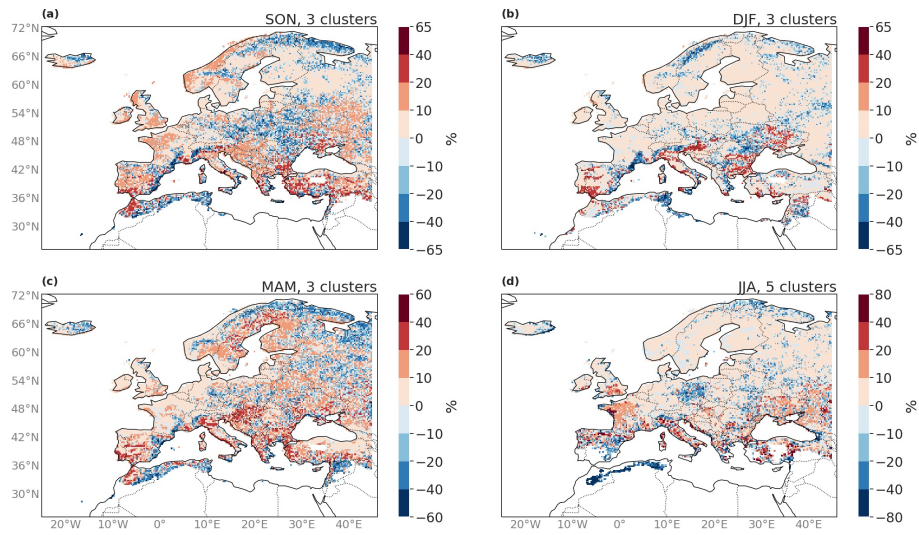 (a) SON, 3 clusters
72°N
66°N
60°N
54°N
48°N
42°N
36°N
30°N
65
40
20
10
0
−10
−20
−40
−65
%
(b) DJF, 3 clusters
65
40
20
10
0
−10
−20
−40
−65
%
(c) MAM, 3 clusters
72°N
66°N
60°N
54°N
48°N
42°N
36°N
30°N
20°W 10°W 0° 10°E 20°E 30°E 40°E
60
40
20
10
0
−10
−20
−40
−60
%
(d) JJA, 5 clusters
20°W 10°W 0° 10°E 20°E 30°E 40°E
80
40
20
10
0
−10
−20
−40
−80
%